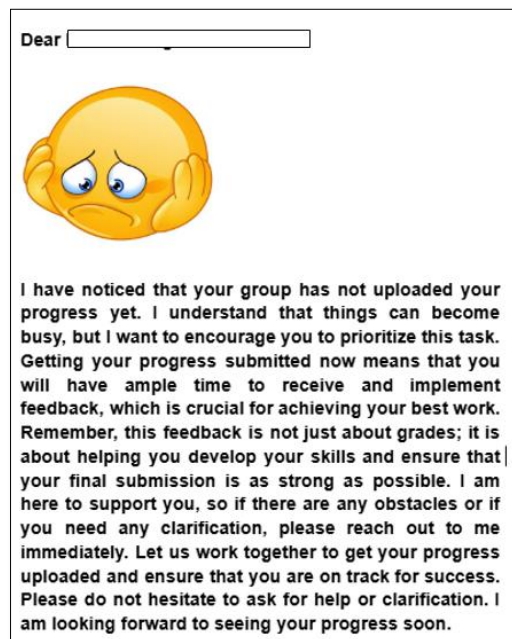 Dear
I have noticed that your group has not uploaded your
progress yet. I understand that things can become
busy, but I want to encourage you to prioritize this task.
Getting your progress submitted now means that you
will have ample time to receive and implement
feedback, which is crucial for achieving your best work.
Remember, this feedback is not just about grades; it is
about helping you develop your skills and ensure that
your final submission is as strong as possible. I am
here to support you, so if there are any obstacles or if
you need any clarification, please reach out to me
immediately. Let us work together to get your progress
uploaded and ensure that you are on track for success.
Please do not hesitate to ask for help or clarification. I
am looking forward to seeing your progress soon.